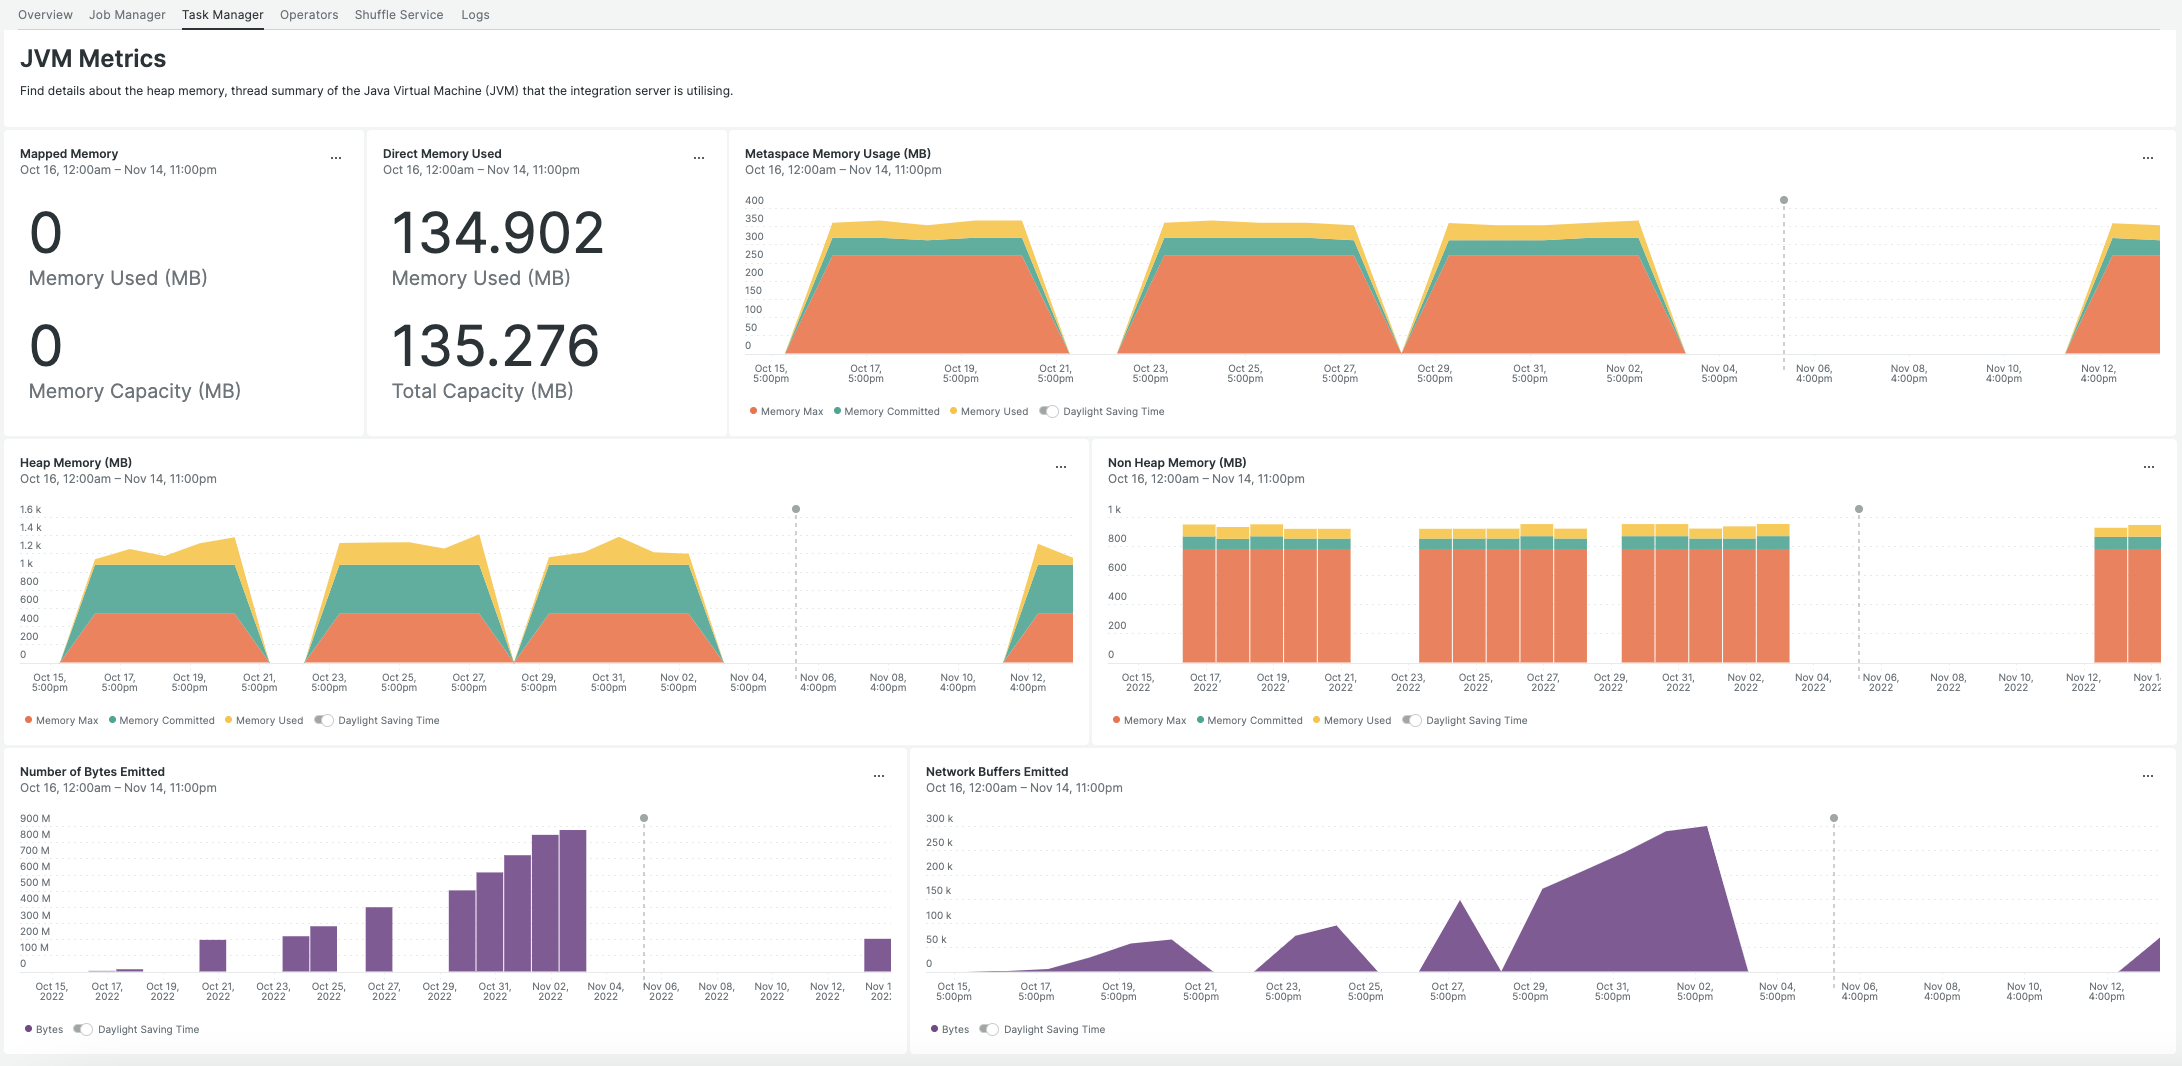 Overview Job Manager Task Manager Operators Shuffle Service Logs
JVM Metrics
Find details about the heap memory, thread summary of the Java Virtual Machine (JVM) that the integration server is utilising.
Mapped Memory
Oct 16, 12:00am – Nov 14, 11:00pm
0
Memory Used (MB)
0
Memory Capacity (MB)
Direct Memory Used
Oct 16, 12:00am – Nov 14, 11:00pm
134.902
Memory Used (MB)
135.276
Total Capacity (MB)
Metaspace Memory Usage (MB)
Oct 16, 12:00am – Nov 14, 11:00pm
400
350
300
250
200
150
100
50
0
Oct 15, Oct 17, Oct 19, Oct 21, Oct 23, Oct 25, Oct 27, Oct 29, Oct 31, Nov 02, Nov 04, Nov 06, Nov 08, Nov 10, Nov 12,
5:00pm 5:00pm 5:00pm 5:00pm 5:00pm 5:00pm 5:00pm 5:00pm 5:00pm 5:00pm 5:00pm 4:00pm 4:00pm 4:00pm 4:00pm
Memory Max Memory Committed Memory Used Daylight Saving Time
Heap Memory (MB)
Oct 16, 12:00am – Nov 14, 11:00pm
1.6 k
1.4 k
1.2 k
1 k
800
600
400
200
0
Oct 15, Oct 17, Oct 19, Oct 21, Oct 23, Oct 25, Oct 27, Oct 29, Oct 31, Nov 02, Nov 04, Nov 06, Nov 08, Nov 10, Nov 12,
5:00pm 5:00pm 5:00pm 5:00pm 5:00pm 5:00pm 5:00pm 5:00pm 5:00pm 5:00pm 5:00pm 4:00pm 4:00pm 4:00pm 4:00pm
Memory Max Memory Committed Memory Used Daylight Saving Time
Non Heap Memory (MB)
Oct 16, 12:00am – Nov 14, 11:00pm
1 k
800
600
400
200
0
Oct 15, Oct 17, Oct 19, Oct 21, Oct 23, Oct 25, Oct 27, Oct 29, Oct 31, Nov 02, Nov 04, Nov 06, Nov 08, Nov 10, Nov 12, Nov 1
2022 2022 2022 2022 2022 2022 2022 2022 2022 2022 2022 2022 2022 2022 2022 2022
Memory Max Memory Committed Memory Used Daylight Saving Time
Number of Bytes Emitted
Oct 16, 12:00am – Nov 14, 11:00pm
900 M
800 M
700 M
600 M
500 M
400 M
300 M
200 M
100 M
0
Oct 15, Oct 17, Oct 19, Oct 21, Oct 23, Oct 25, Oct 27, Oct 29, Oct 31, Nov 02, Nov 04, Nov 06, Nov 08, Nov 10, Nov 12, Nov 1
2022 2022 2022 2022 2022 2022 2022 2022 2022 2022 2022 2022 2022 2022 2022 202
Bytes Daylight Saving Time
Network Buffers Emitted
Oct 16, 12:00am – Nov 14, 11:00pm
300 k
250 k
200 k
150 k
100 k
50 k
0
Oct 15, Oct 17, Oct 19, Oct 21, Oct 23, Oct 25, Oct 27, Oct 29, Oct 31, Nov 02, Nov 04, Nov 06, Nov 08, Nov 10, Nov 12,
5:00pm 5:00pm 5:00pm 5:00pm 5:00pm 5:00pm 5:00pm 5:00pm 5:00pm 5:00pm 5:00pm 4:00pm 4:00pm 4:00pm 4:00pm
Bytes Daylight Saving Time